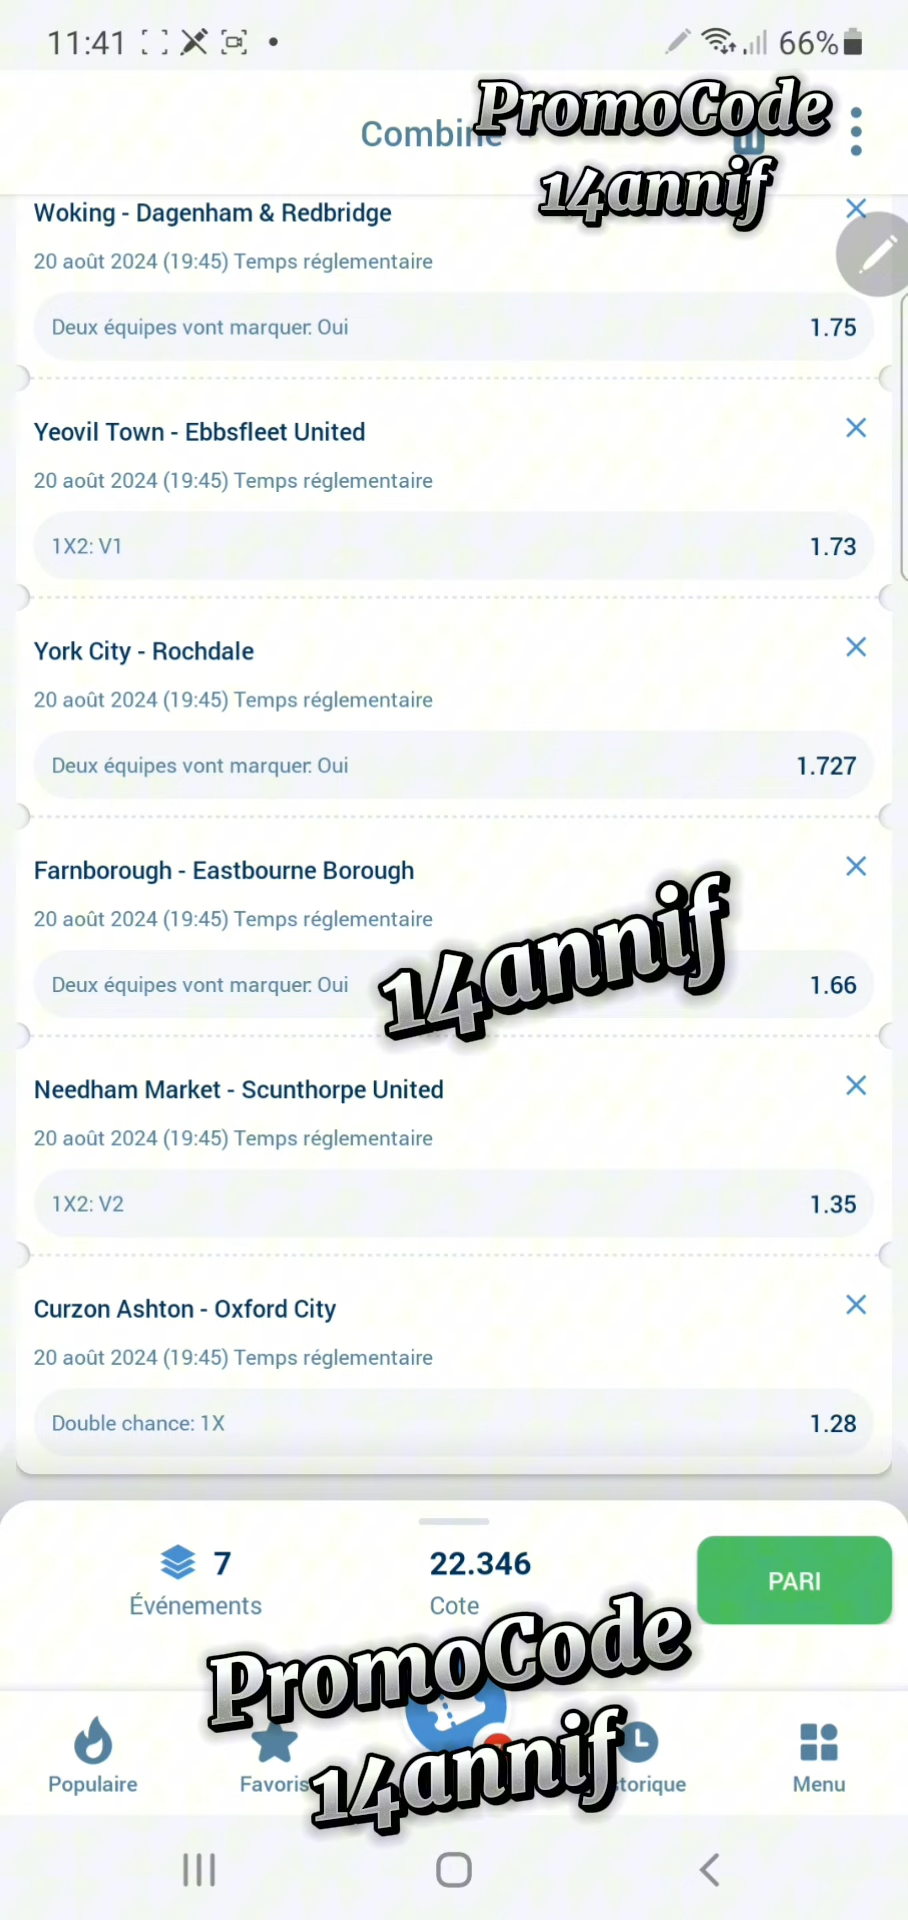 11:41
66%
Combiné
PromoCode
14annif
Woking - Dagenham & Redbridge
20 août 2024 (19:45) Temps réglementaire
Deux équipes vont marquer: Oui
1.75
Yeovil Town - Ebbsfleet United
20 août 2024 (19:45) Temps réglementaire
1X2: V1
1.73
York City - Rochdale
20 août 2024 (19:45) Temps réglementaire
Deux équipes vont marquer: Oui
1.727
Farnborough - Eastbourne Borough
20 août 2024 (19:45) Temps réglementaire
14annif
Deux équipes vont marquer: Oui
1.66
Needham Market - Scunthorpe United
20 août 2024 (19:45) Temps réglementaire
1X2: V2
1.35
Curzon Ashton - Oxford City
20 août 2024 (19:45) Temps réglementaire
Double chance: 1X
1.28
7
Événements
22.346
Cote
PARI
PromoCode
14annif
Populaire
Favoris
torique
Menu